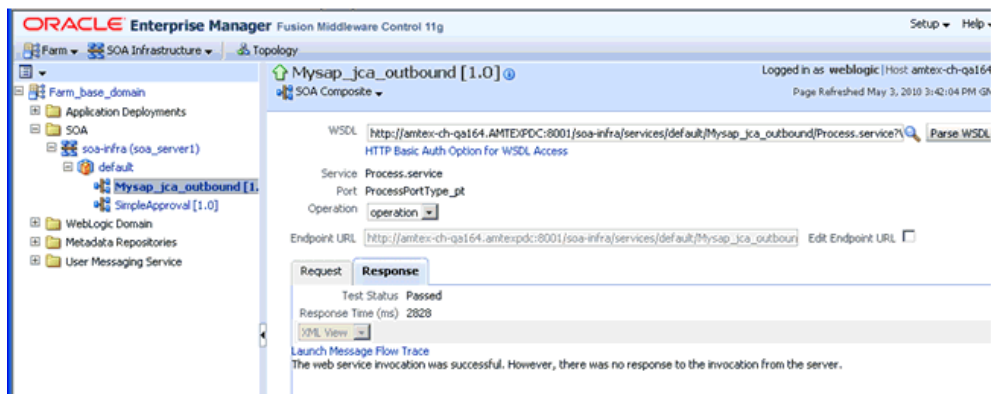 ORACLE Enterprise Manager Fusion Middleware Control 11g
Setup Help
Farm SOA Infrastructure Topology
Mysap_jca_outbound [1.0]
Logged in as weblogic|Host amtex-ch-qa164
SOA Composite
Page Refreshed May 3, 2010 3:42:04 PM GM
Farm_base_domain
Application Deployments
SOA
soa-infra (soa_server1)
default
Mysap_jca_outbound [1.
SimpleApproval [1.0]
WebLogic Domain
Metadata Repositories
User Messaging Service
WSDL http://amtex-ch-qa164.AMTEXPDC:8001/soa-infra/services/default/Mysap_jca_outbound/Process.service? Parse WSDL
HTTP Basic Auth Option for WSDL Access
Service Process.service
Port ProcessPortType_pt
Operation operation
Endpoint URL http://amtex-ch-qa164.amtexpdc:8001/soa-infra/services/default/Mysap_jca_outboun Edit Endpoint URL
Request Response
Test Status Passed
Response Time (ms) 2828
XML View
Launch Message Flow Trace
The web service invocation was successful. However, there was no response to the invocation from the server.